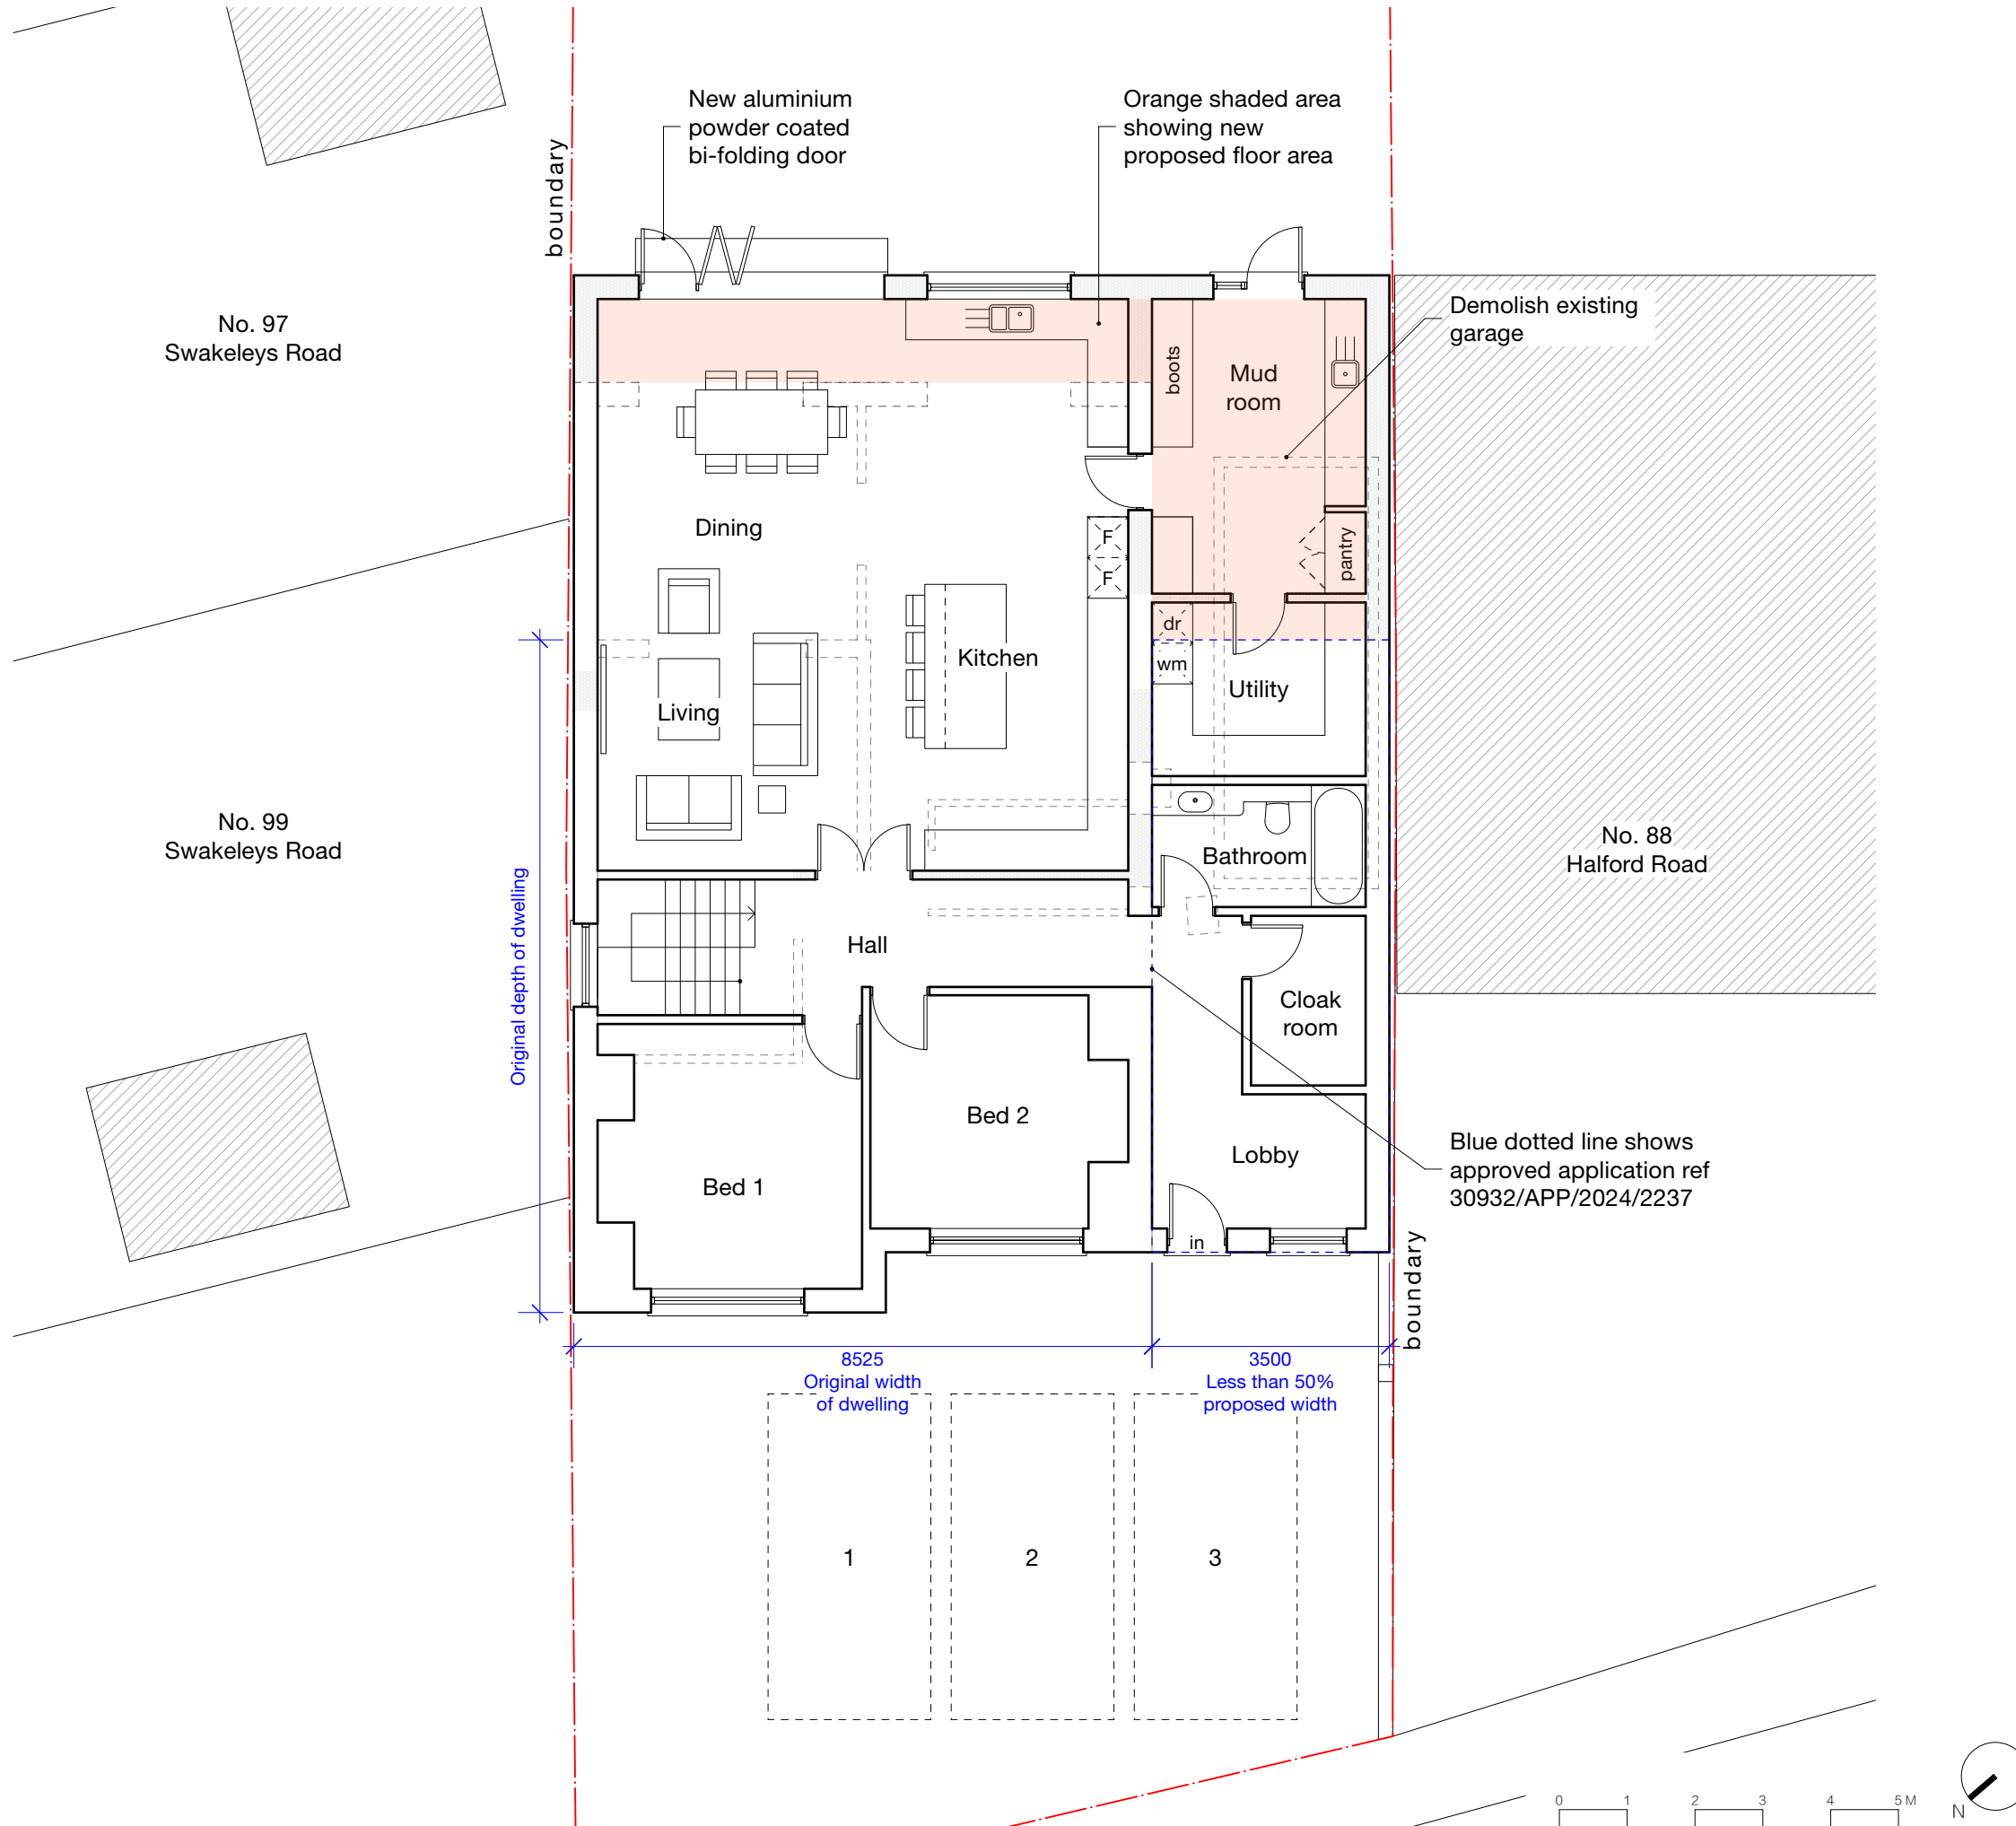 New aluminium
powder coated
bi-folding door
Orange shaded area
showing new
proposed floor area
boundary
No. 97
Swakeleys Road
Demolish existing
garage
boots
Mud
room
Dining
F
F
pantry
dr
wm
Kitchen
Utility
Living
No. 99
Swakeleys Road
Bathroom
No. 88
Halford Road
Original depth of dwelling
Hall
Cloak
room
Bed 2
Lobby
Bed 1
Blue dotted line shows
approved application ref
30932/APP/2024/2237
in
boundary
8525
Original width
of dwelling
3500
Less than 50%
proposed width
1
2
3
0 1 2 3 4 5 M
N